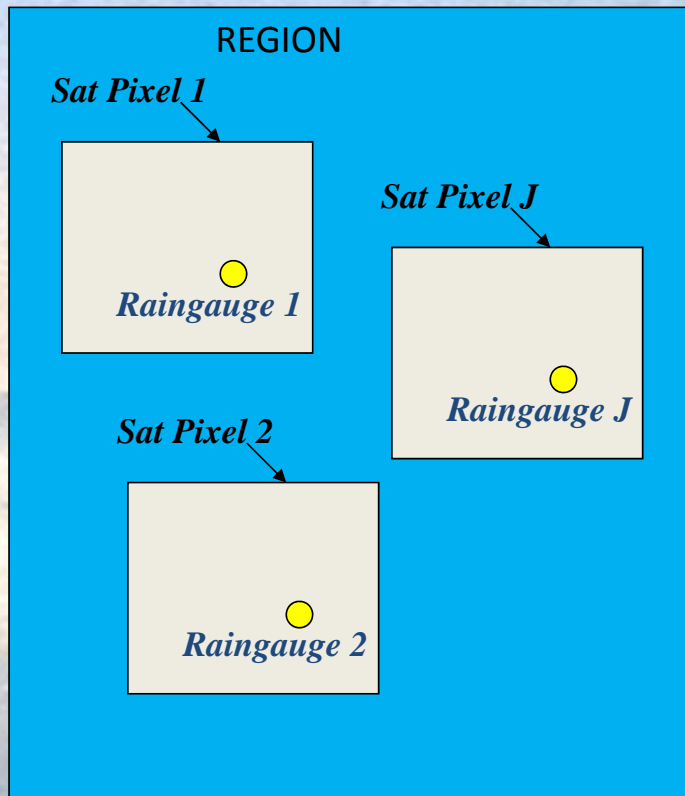 REGION
Sat Pixel 1
Raingauge 1
Sat Pixel J
Raingauge J
Sat Pixel 2
Raingauge 2